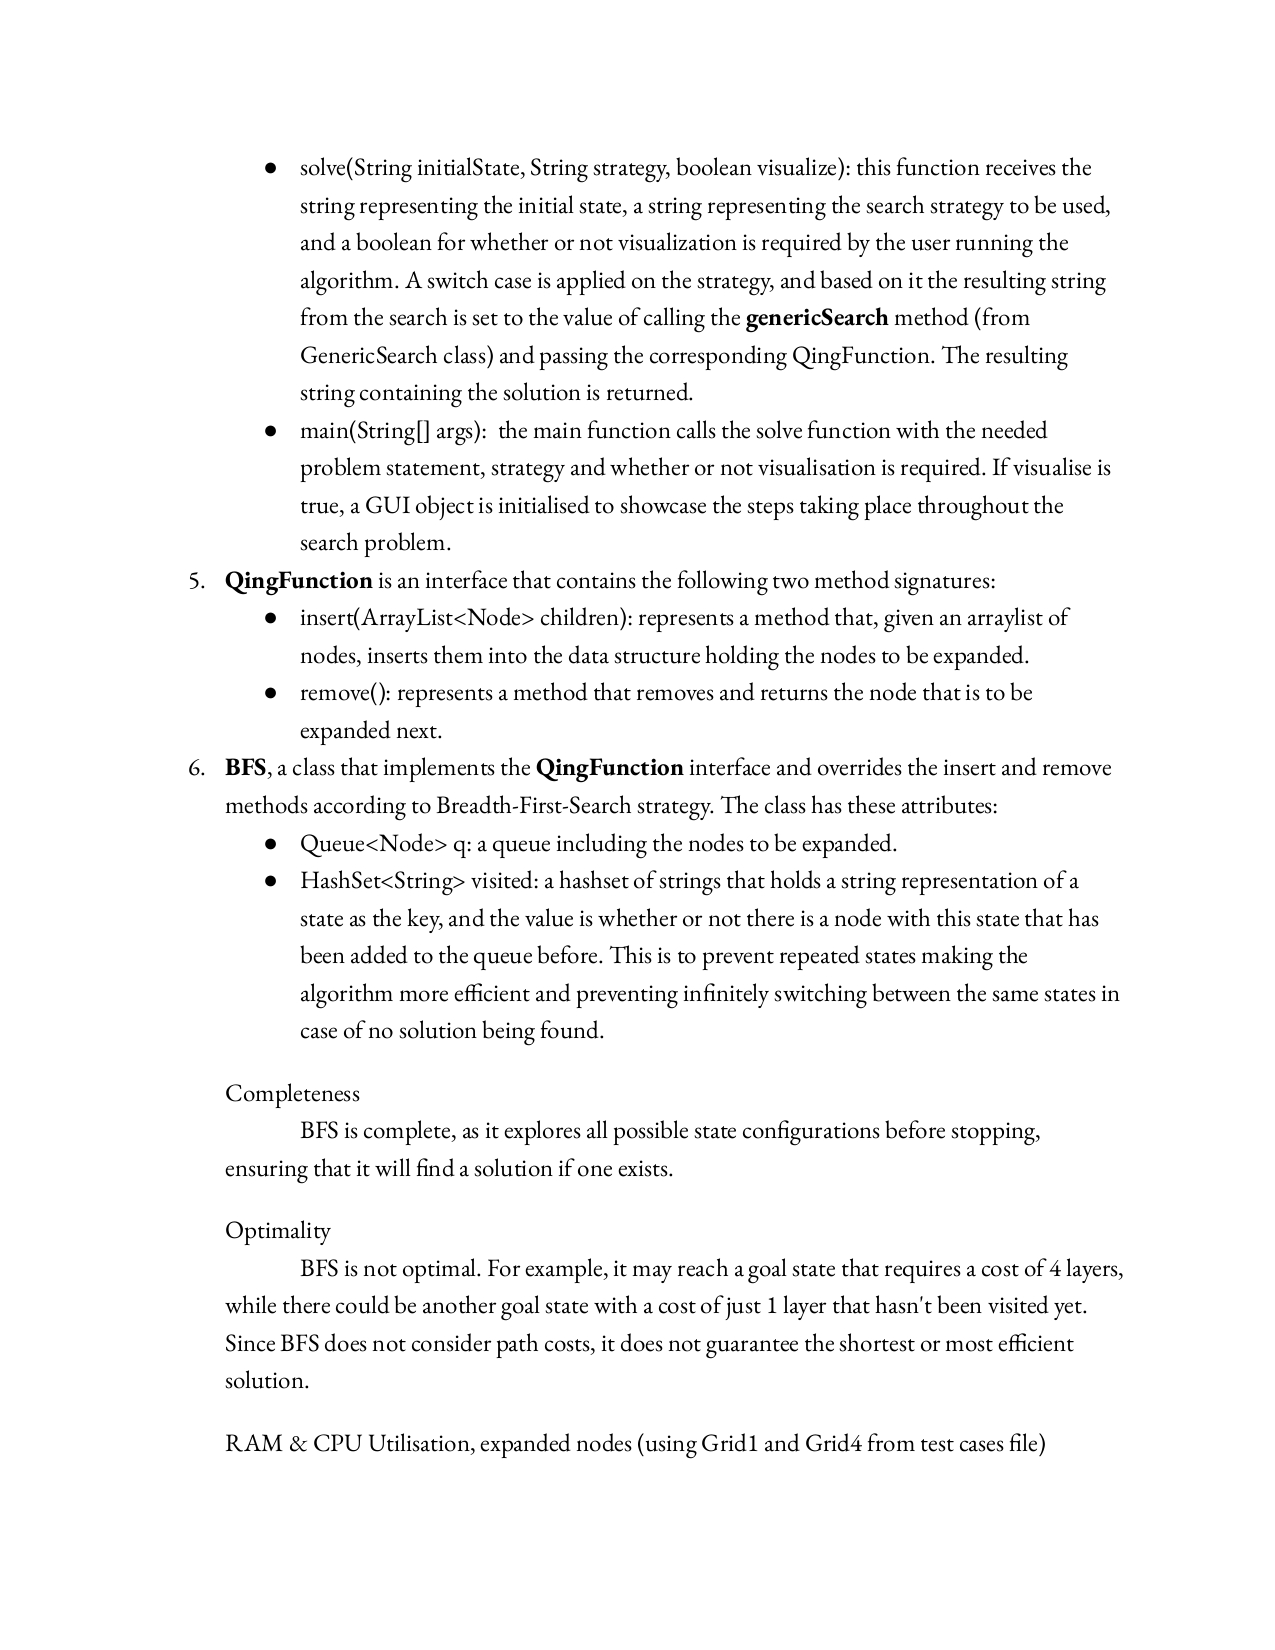 ● solve(String initialState, String strategy, boolean visualize): this function receives the
string representing the initial state, a string representing the search strategy to be used,
and a boolean for whether or not visualization is required by the user running the
algorithm. A switch case is applied on the strategy, and based on it the resulting string
from the search is set to the value of calling the genericSearch method (from
GenericSearch class) and passing the corresponding QingFunction. The resulting
string containing the solution is returned.
● main(String[] args): the main function calls the solve function with the needed
problem statement, strategy and whether or not visualisation is required. If visualise is
true, a GUI object is initialised to showcase the steps taking place throughout the
search problem.
5. QingFunction is an interface that contains the following two method signatures:
● insert(ArrayList<Node> children): represents a method that, given an arraylist of
nodes, inserts them into the data structure holding the nodes to be expanded.
● remove(): represents a method that removes and returns the node that is to be
expanded next.
6. BFS, a class that implements the QingFunction interface and overrides the insert and remove
methods according to Breadth-First-Search strategy. The class has these attributes:
● Queue<Node> q: a queue including the nodes to be expanded.
● HashSet<String> visited: a hashset of strings that holds a string representation of a
state as the key, and the value is whether or not there is a node with this state that has
been added to the queue before. This is to prevent repeated states making the
algorithm more efficient and preventing infinitely switching between the same states in
case of no solution being found.
Completeness
BFS is complete, as it explores all possible state configurations before stopping,
ensuring that it will find a solution if one exists.
Optimality
BFS is not optimal. For example, it may reach a goal state that requires a cost of 4 layers,
while there could be another goal state with a cost of just 1 layer that hasn't been visited yet.
Since BFS does not consider path costs, it does not guarantee the shortest or most efficient
solution.
RAM & CPU Utilisation, expanded nodes (using Grid1 and Grid4 from test cases file)